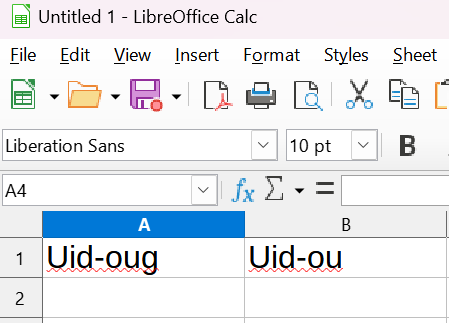 Untitled 1 - LibreOffice Calc
File Edit View Insert Format Styles Sheet
Liberation Sans 10 pt B
A4 fx Σ =
A B
1 Uid-oug Uid-ou
2